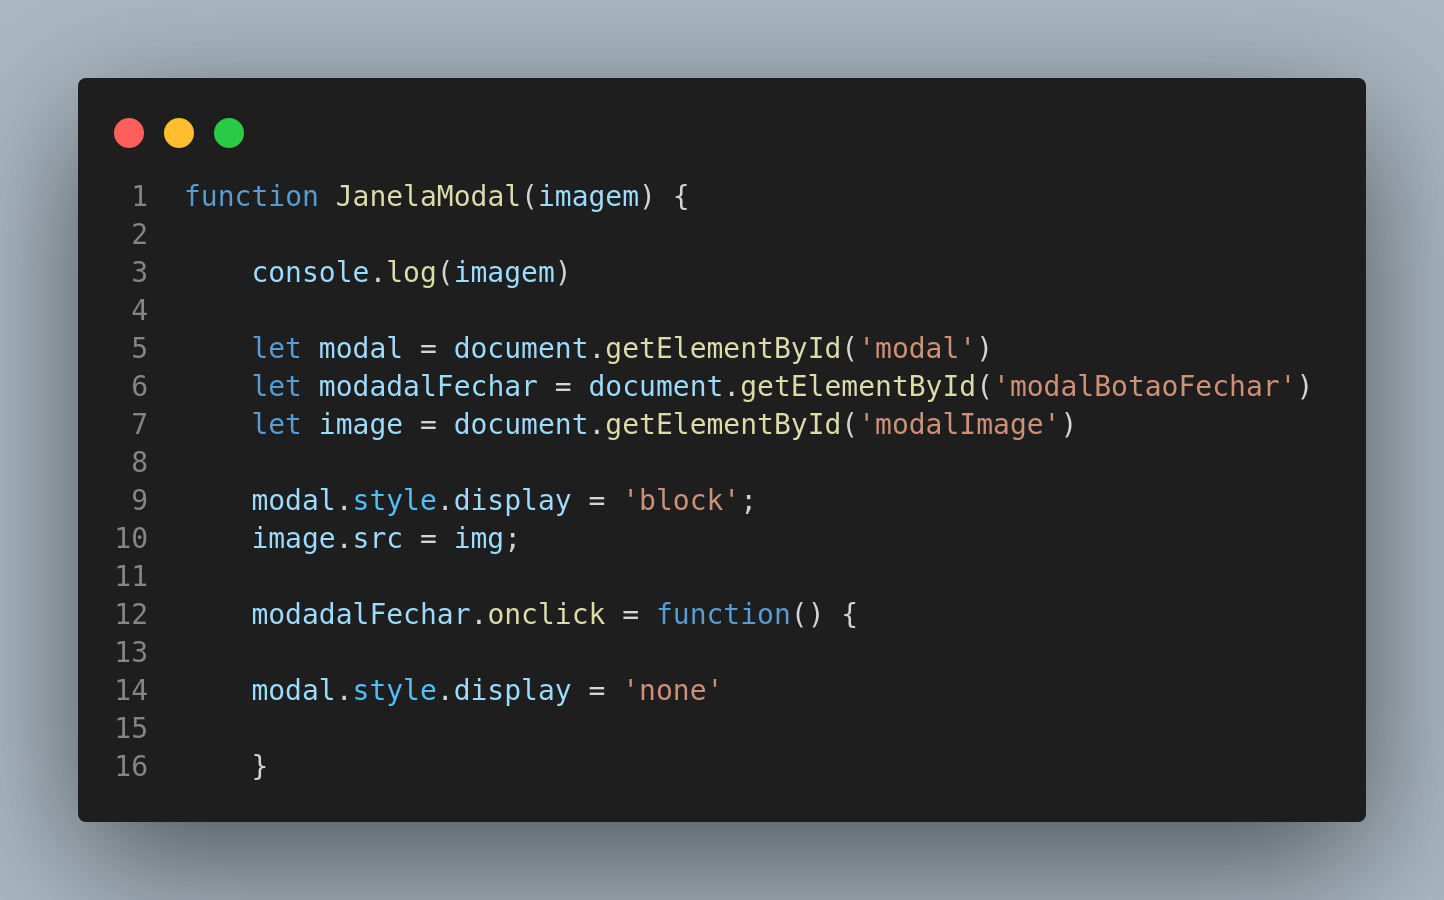 1 function JanelaModal(imagem) {
2
3     console.log(imagem)
4
5     let modal = document.getElementById('modal')
6     let modadalFechar = document.getElementById('modalBotaoFechar')
7     let image = document.getElementById('modalImage')
8
9     modal.style.display = 'block';
10     image.src = img;
11
12     modadalFechar.onclick = function() {
13
14     modal.style.display = 'none'
15
16     }